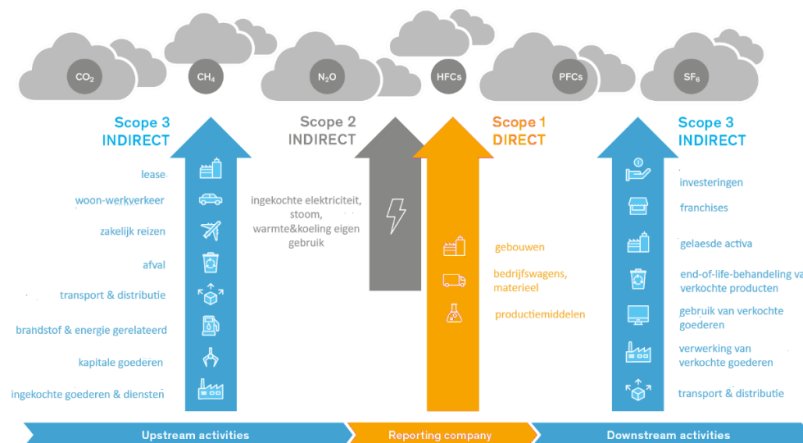 CO₂
CH₄
N₂O
HFCs
PFCs
SF₆
Scope 3
INDIRECT
lease
woon-werkverkeer
zakelijk reizen
afval
transport & distributie
brandstof & energie gerelateerd
kapitale goederen
ingekochte goederen & diensten
Scope 2
INDIRECT
ingekochte elektriciteit,
stoom,
warmte&koeling eigen
gebruik
Scope 1
DIRECT
gebouwen
bedrijfswagens,
materieel
productiemiddelen
Scope 3
INDIRECT
investeringen
franchises
gelaesde activa
end-of-life-behandeling va
verkochte producten
gebruik van verkochte
goederen
verwerking van
verkochte goederen
transport & distributie
Upstream activities
Reporting company
Downstream activities